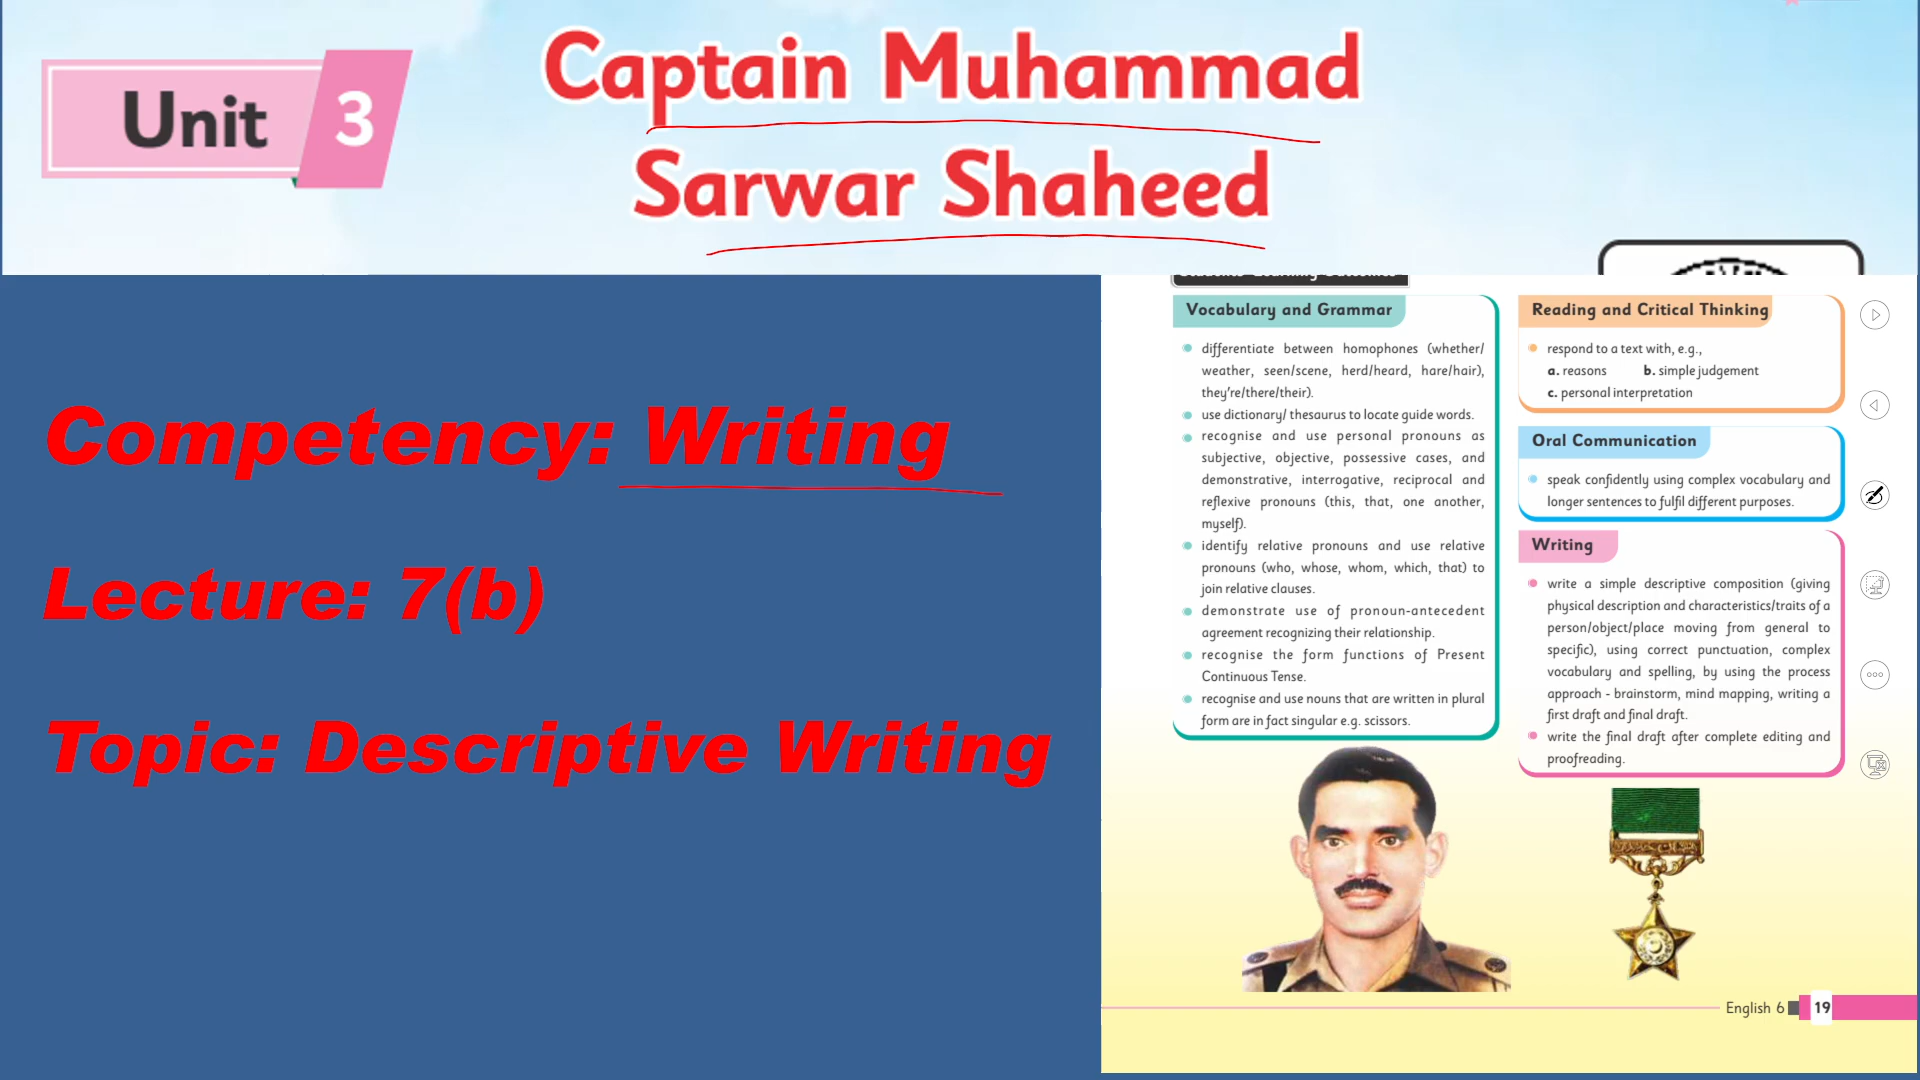 Unit 3
Captain Muhammad
Sarwar Shaheed
Competency: Writing
Lecture: 7(b)
Topic: Descriptive Writing
Vocabulary and Grammar
differentiate between homophones (whether/
weather, seen/scene, herd/heard, hare/hair),
they're/there/their).
use dictionary/ thesaurus to locate guide words.
recognise and use personal pronouns as
subjective, objective, possessive cases, and
demonstrative, interrogative, reciprocal and
reflexive pronouns (this, that, one another,
myself).
identify relative pronouns and use relative
pronouns (who, whose, whom, which, that) to
join relative clauses.
demonstrate use of pronoun-antecedent
agreement recognizing their relationship.
recognise the form functions of Present
Continuous Tense.
recognise and use nouns that are written in plural
form are in fact singular e.g. scissors.
Reading and Critical Thinking
respond to a text with, e.g.,
a. reasons b. simple judgement
c. personal interpretation
Oral Communication
speak confidently using complex vocabulary and
longer sentences to fulfil different purposes.
Writing
write a simple descriptive composition (giving
physical description and characteristics/traits of a
person/object/place moving from general to
specific), using correct punctuation, complex
vocabulary and spelling, by using the process
approach - brainstorm, mind mapping, writing a
first draft and final draft.
write the final draft after complete editing and
proofreading.
English 6 19